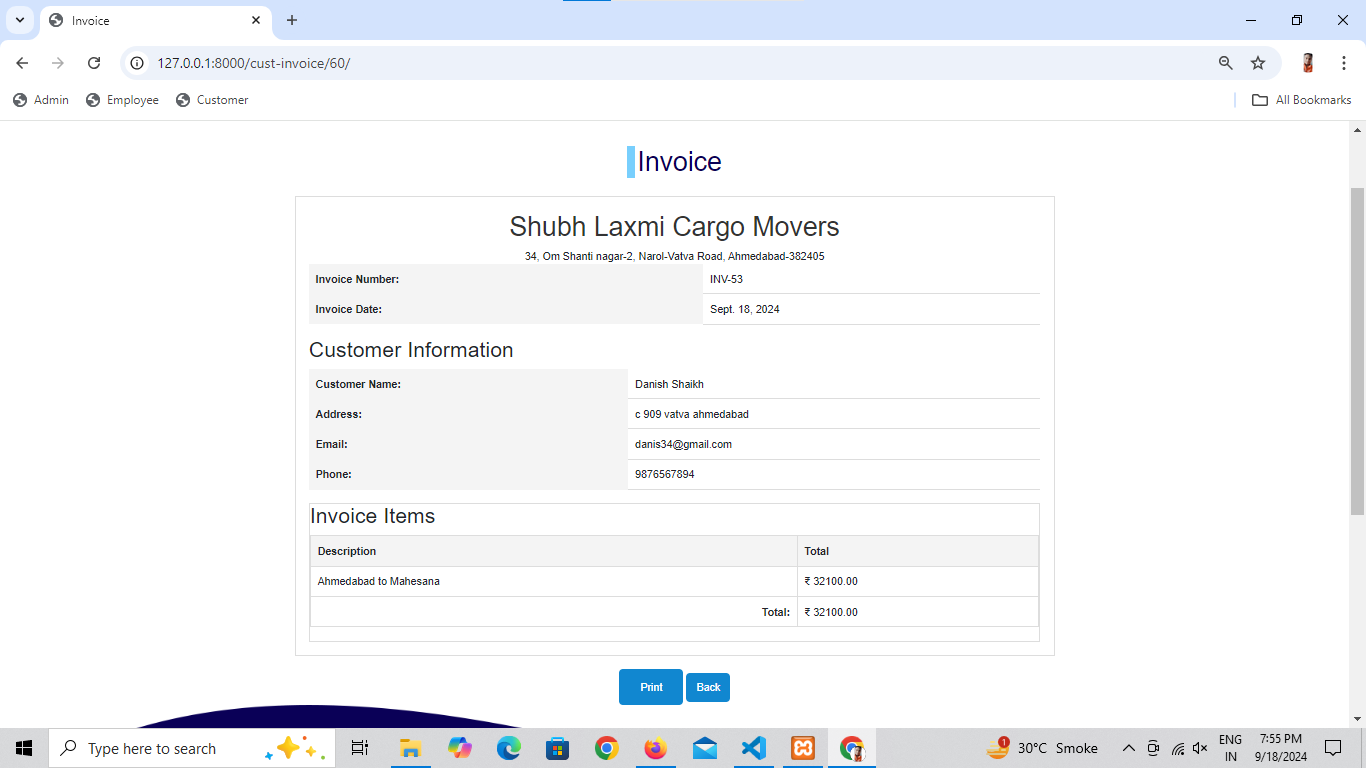 Invoice
127.0.0.1:8000/cust-invoice/60/
Admin Employee Customer All Bookmarks
Invoice
Shubh Laxmi Cargo Movers
34, Om Shanti nagar-2, Narol-Vatva Road, Ahmedabad-382405
Invoice Number: INV-53
Invoice Date: Sept. 18, 2024
Customer Information
Customer Name: Danish Shaikh
Address: c 909 vatva ahmedabad
Email: danis34@gmail.com
Phone: 9876567894
Invoice Items
Description Total
Ahmedabad to Mahesana ₹ 32100.00
Total: ₹ 32100.00
Print Back
Type here to search
1 30°C Smoke
ENG
IN
7:55 PM
9/18/2024